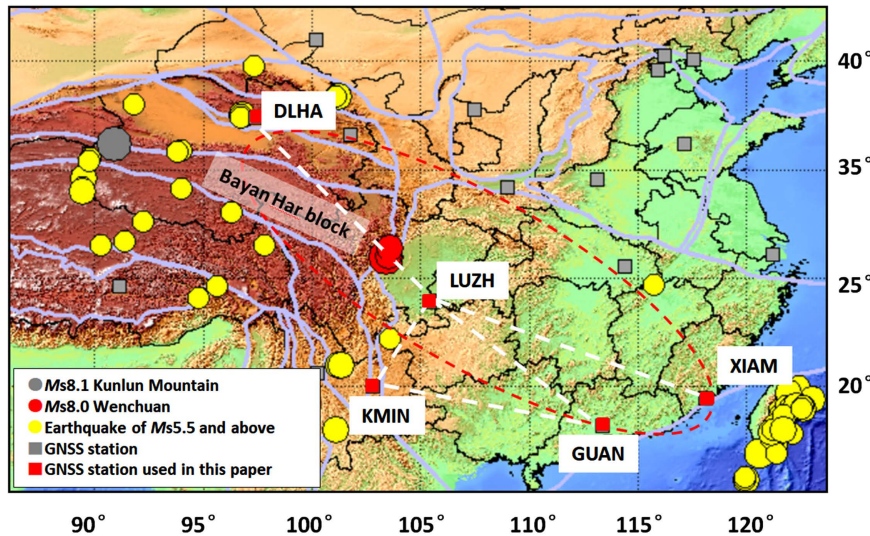 40°
DLHA
35°
Bayan Har block
LUZH
25°
XIAM
Ms8.1 Kunlun Mountain
Ms8.0 Wenchuan
Earthquake of Ms5.5 and above
GNSS station
GNSS station used in this paper
KMIN
20°
GUAN
90° 95° 100° 105° 110° 115° 120°